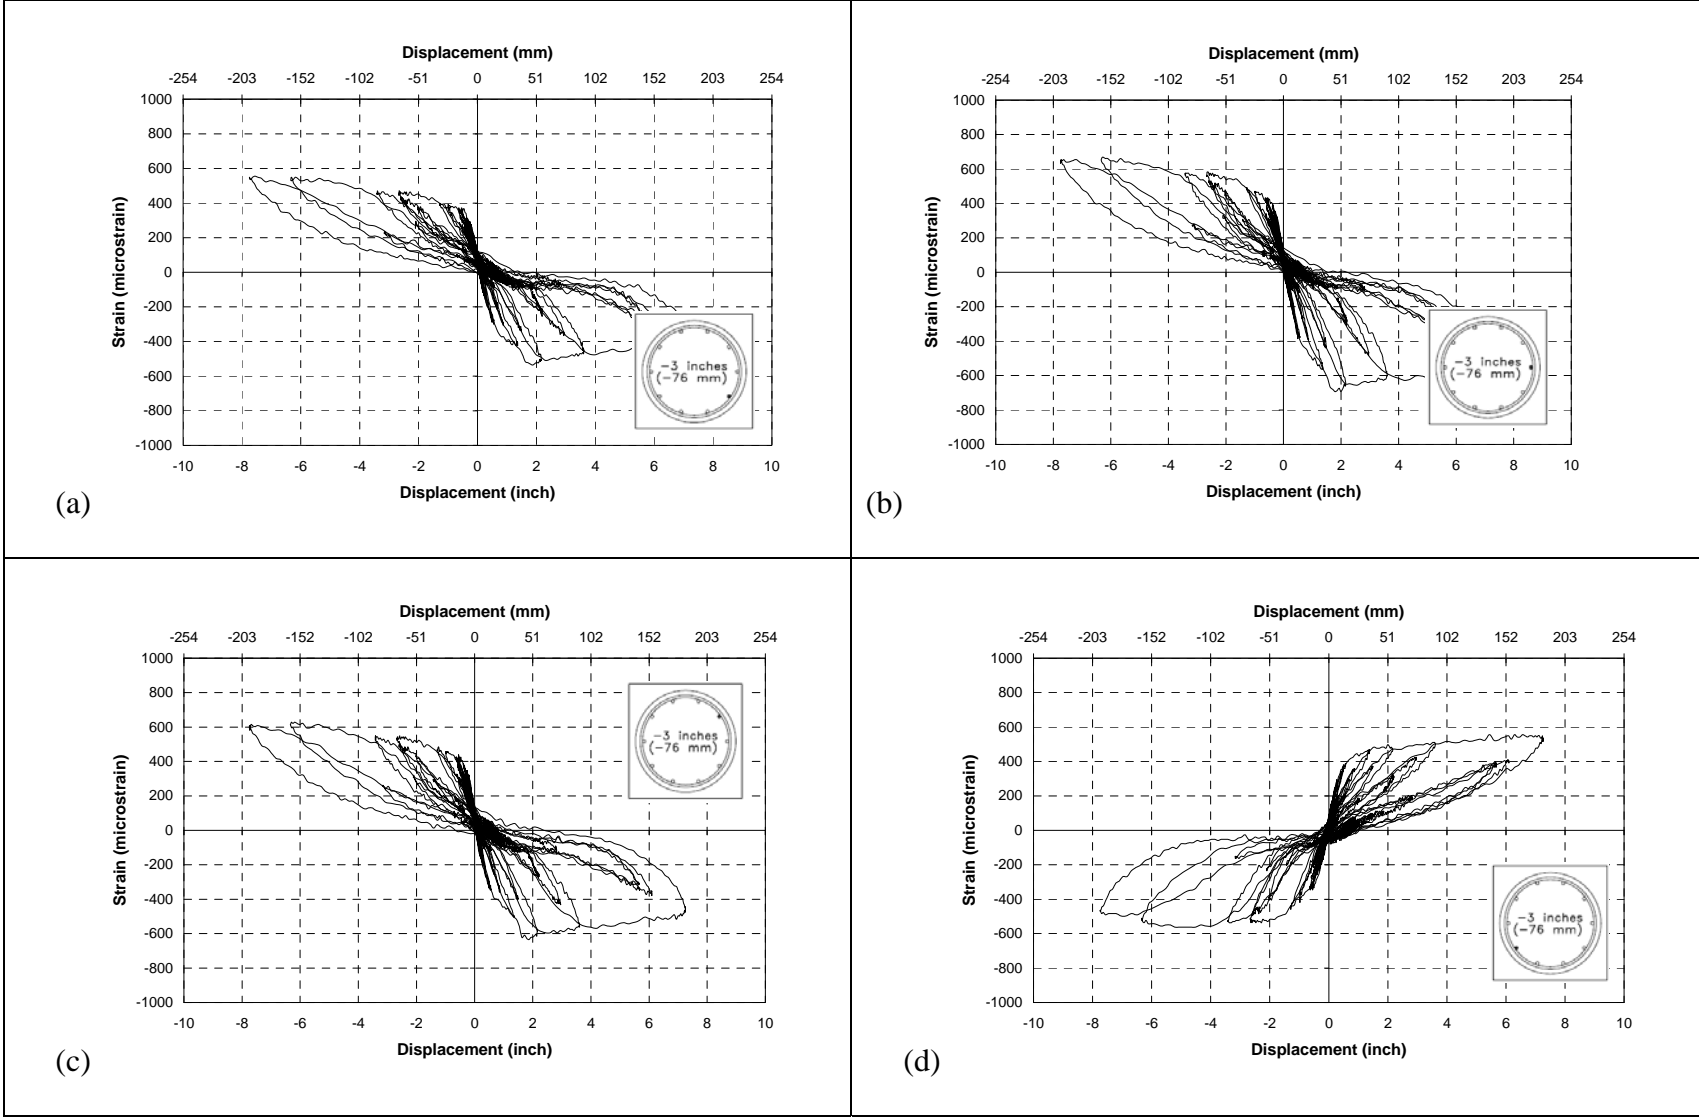 Displacement (mm)
-254 -203 -152 -102 -51 0 51 102 152 203 254
1000
800
600
400
200
0
-200
-400
-600
-800
-1000
Strain (microstrain)
-3 inches
(-76 mm)
-10 -8 -6 -4 -2 0 2 4 6 8 10
Displacement (inch)
(a)
Displacement (mm)
-254 -203 -152 -102 -51 0 51 102 152 203 254
1000
800
600
400
200
0
-200
-400
-600
-800
-1000
Strain (microstrain)
-3 inches
(-76 mm)
-10 -8 -6 -4 -2 0 2 4 6 8 10
Displacement (inch)
(b)
Displacement (mm)
-254 -203 -152 -102 -51 0 51 102 152 203 254
1000
800
600
400
200
0
-200
-400
-600
-800
-1000
Strain (microstrain)
-3 inches
(-76 mm)
-10 -8 -6 -4 -2 0 2 4 6 8 10
Displacement (inch)
(c)
Displacement (mm)
-254 -203 -152 -102 -51 0 51 102 152 203 254
1000
800
600
400
200
0
-200
-400
-600
-800
-1000
Strain (microstrain)
-3 inches
(-76 mm)
-10 -8 -6 -4 -2 0 2 4 6 8 10
Displacement (inch)
(d)